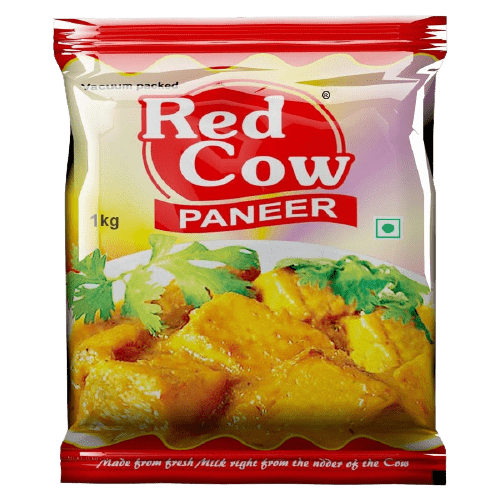 Vacuum packed
®
Red
Cow
PANEER
1kg
Made from fresh Milk right from the udder of the Cow